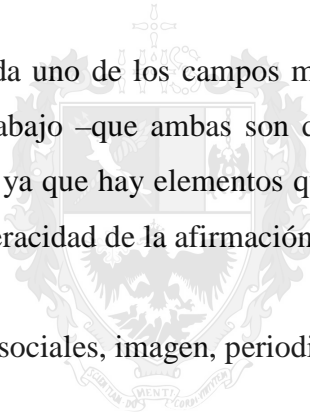 da uno de los campos m
abajo –que ambas son d
ya que hay elementos q
eracidad de la afirmación
sociales, imagen, periodi